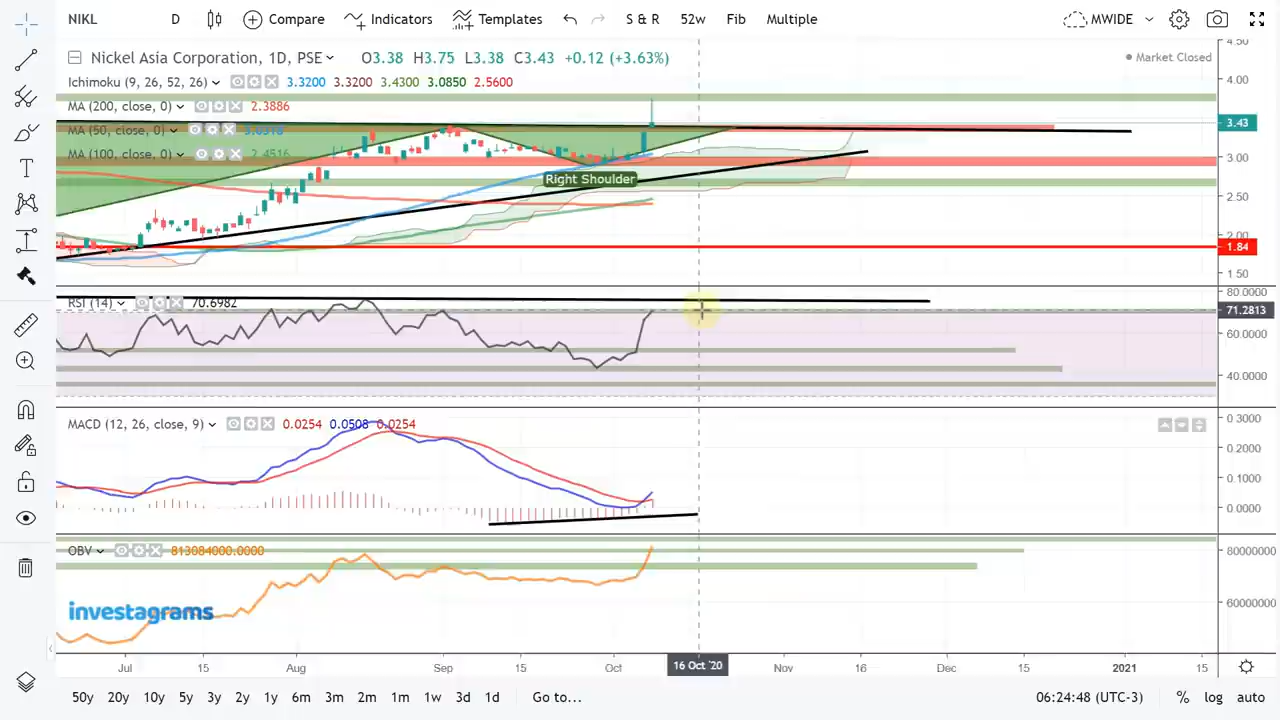 NIKL D Compare Indicators Templates S & R 52w Fib Multiple MWIDE
Nickel Asia Corporation, 1D, PSE O3.38 H3.75 L3.38 C3.43 +0.12 (+3.63%)
Market Closed
Ichimoku (9, 26, 52, 26) 3.3200 3.3200 3.4300 3.0850 2.5600
MA (200, close, 0) 2.3886
MA (50, close, 0)
MA (100, close, 0) 2.4516
Right Shoulder
4.50
4.00
3.43
3.00
2.50
2.00
1.84
1.50
RSI (14) 70.6982
80.0000
71.2813
60.0000
40.0000
MACD (12, 26, close, 9) 0.0254 0.0508 0.0254
0.3000
0.2000
0.1000
0.0000
OBV 813084000.0000
80000000
60000000
investagrams
Jul 15 Aug Sep 15 Oct 16 Oct '20 Nov 16 Dec 15 2021 15
50y 20y 10y 5y 3y 2y 1y 6m 3m 2m 1m 1w 3d 1d Go to... 06:24:48 (UTC-3) % log auto